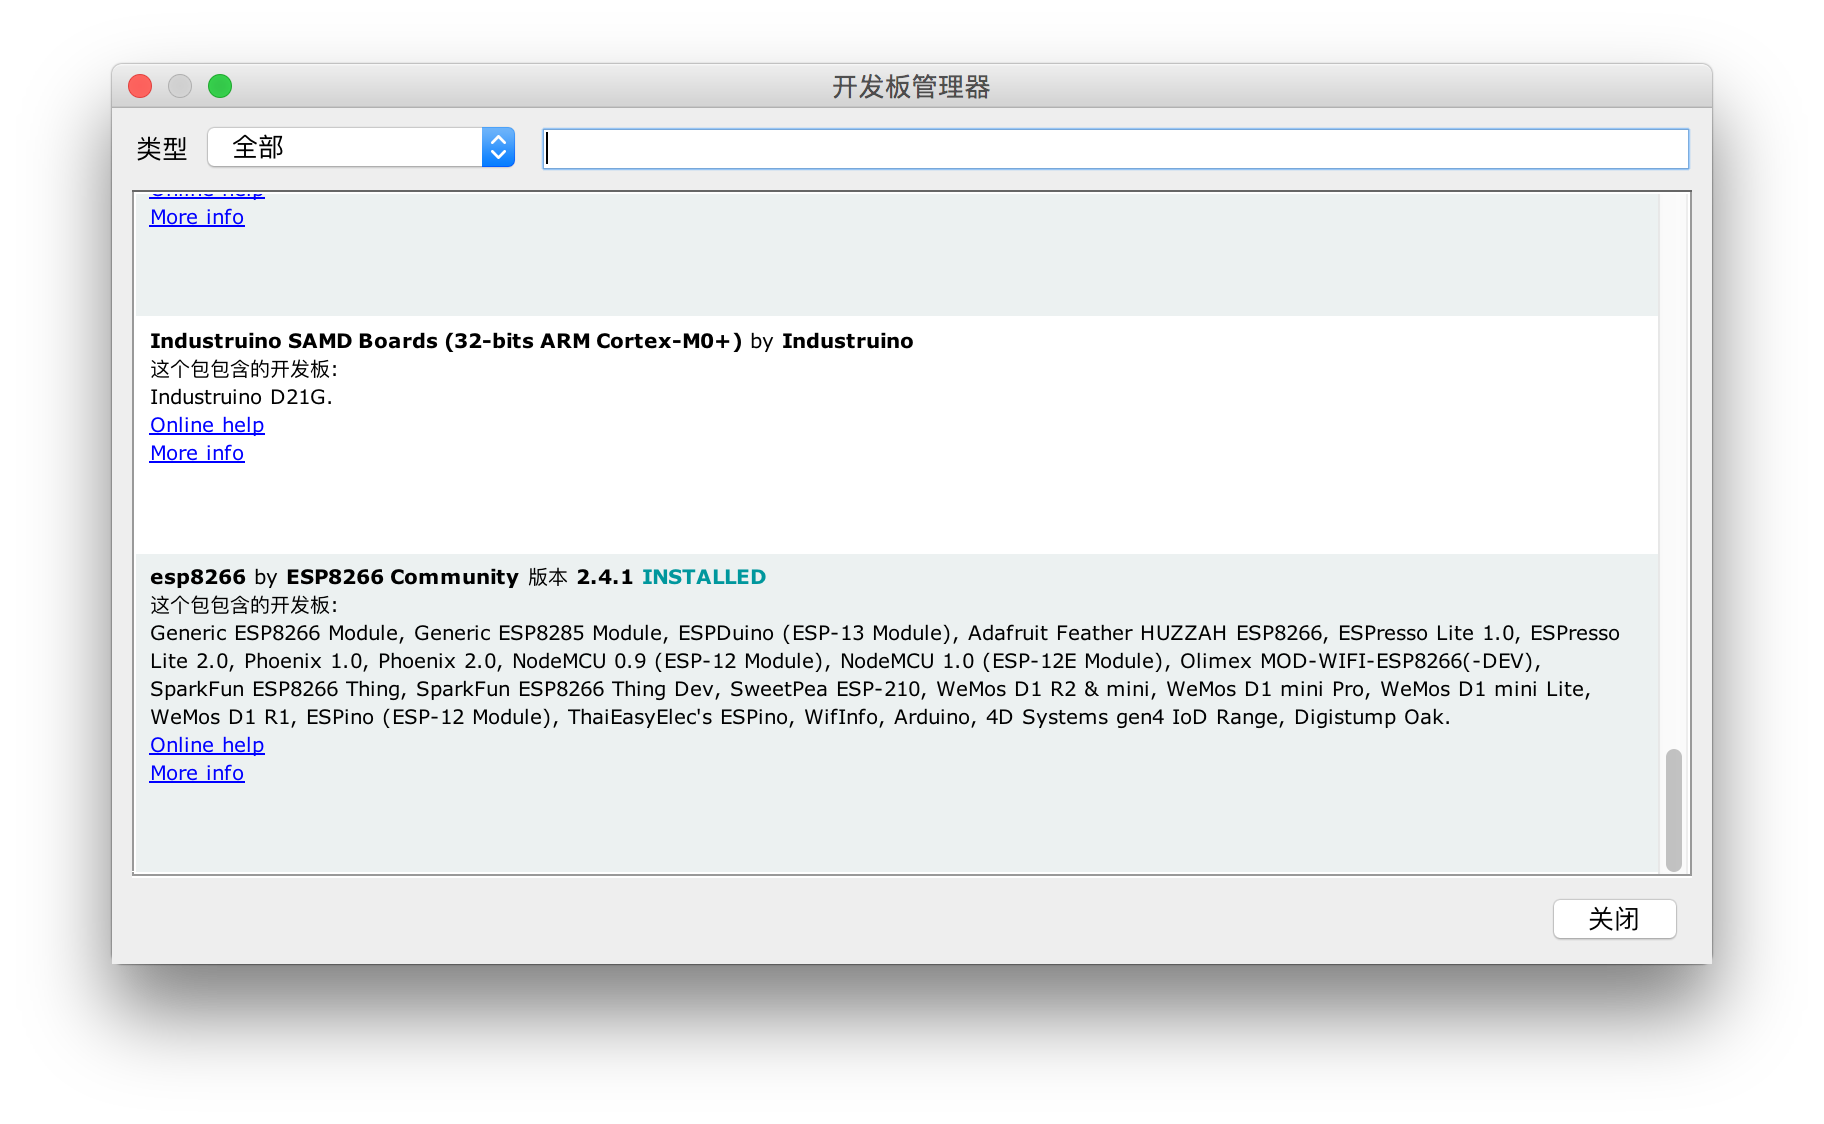 开发板管理器
类型 全部
Online help
More info
Industruino SAMD Boards (32-bits ARM Cortex-M0+) by Industruino
这个包包含的开发板:
Industruino D21G.
Online help
More info
esp8266 by ESP8266 Community 版本 2.4.1 INSTALLED
这个包包含的开发板:
Generic ESP8266 Module, Generic ESP8285 Module, ESPDuino (ESP-13 Module), Adafruit Feather HUZZAH ESP8266, ESPresso Lite 1.0, ESPresso
Lite 2.0, Phoenix 1.0, Phoenix 2.0, NodeMCU 0.9 (ESP-12 Module), NodeMCU 1.0 (ESP-12E Module), Olimex MOD-WIFI-ESP8266(-DEV),
SparkFun ESP8266 Thing, SparkFun ESP8266 Thing Dev, SweetPea ESP-210, WeMos D1 R2 & mini, WeMos D1 mini Pro, WeMos D1 mini Lite,
WeMos D1 R1, ESPino (ESP-12 Module), ThaiEasyElec's ESPino, WifInfo, Arduino, 4D Systems gen4 IoD Range, Digistump Oak.
Online help
More info
关闭